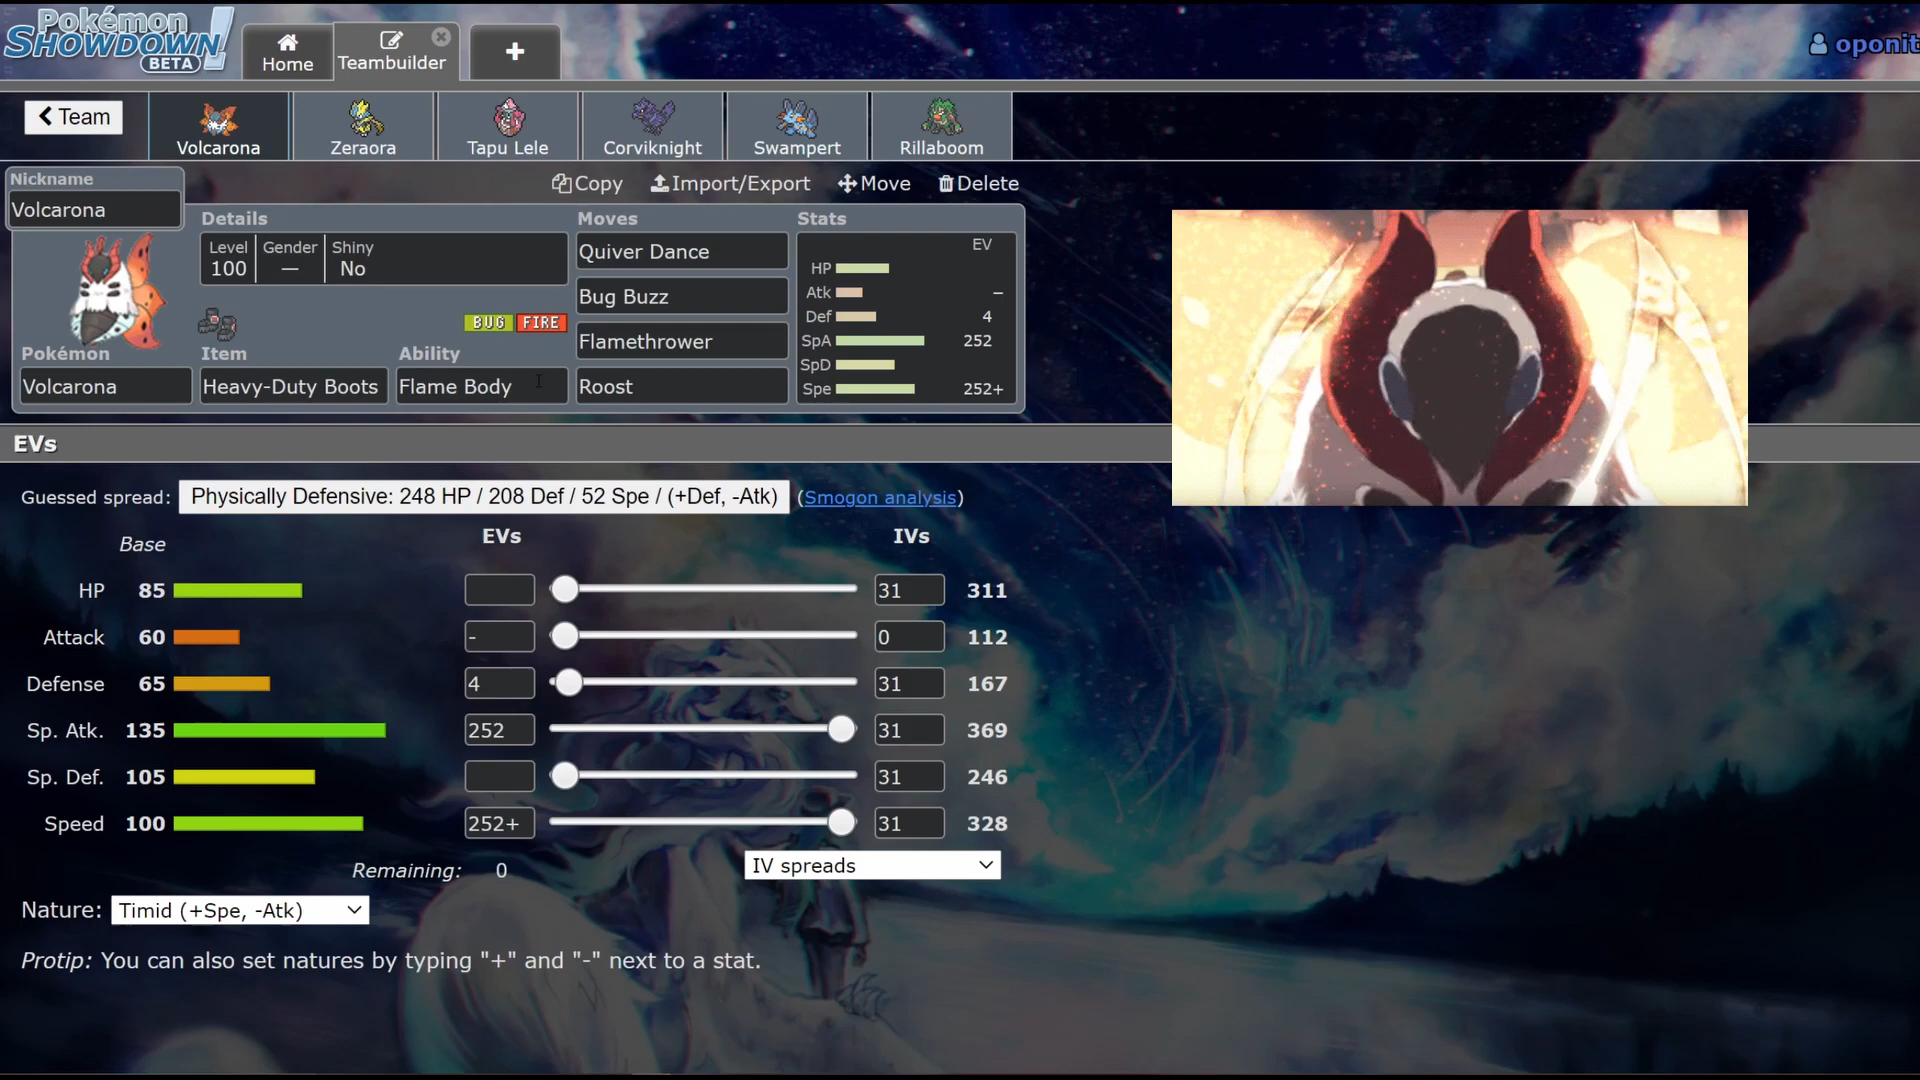 Pokémon
SHOWDOWN!
BETA
Home
Teambuilder
+
oponit
Team
Volcarona
Zeraora
Tapu Lele
Corviknight
Swampert
Rillaboom
Copy
Import/Export
Move
Delete
Nickname
Volcarona
Details
Level Gender Shiny
100 — No
BUG FIRE
Pokémon
Volcarona
Item
Heavy-Duty Boots
Ability
Flame Body
Moves
Quiver Dance
Bug Buzz
Flamethrower
Roost
Stats
EV
HP
Atk –
Def 4
SpA 252
SpD
Spe 252+
EVs
Guessed spread: Physically Defensive: 248 HP / 208 Def / 52 Spe / (+Def, -Atk) (Smogon analysis)
Base EVs IVs
HP 85 31 311
Attack 60 - 0 112
Defense 65 4 31 167
Sp. Atk. 135 252 31 369
Sp. Def. 105 31 246
Speed 100 252+ 31 328
Remaining: 0
IV spreads
Nature: Timid (+Spe, -Atk)
Protip: You can also set natures by typing "+" and "-" next to a stat.